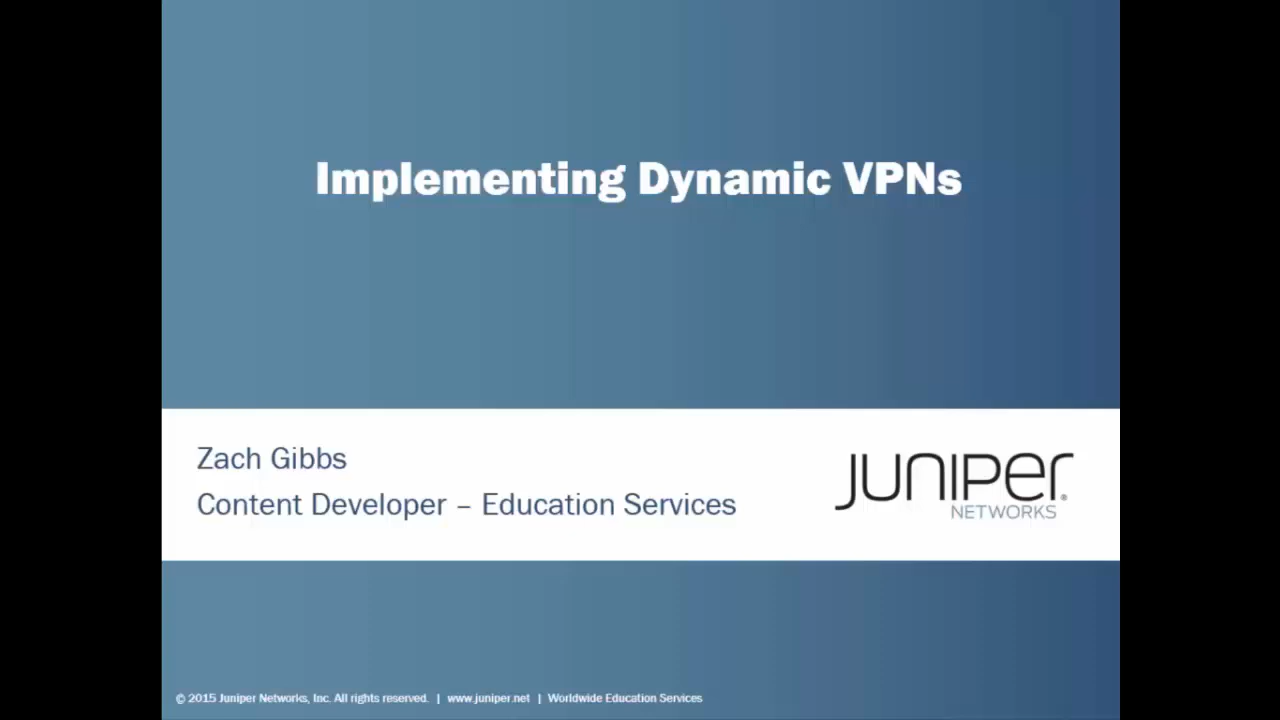 Implementing Dynamic VPNs
Zach Gibbs
Content Developer – Education Services
JUNIPER®
NETWORKS
© 2015 Juniper Networks, Inc. All rights reserved. | www.juniper.net | Worldwide Education Services